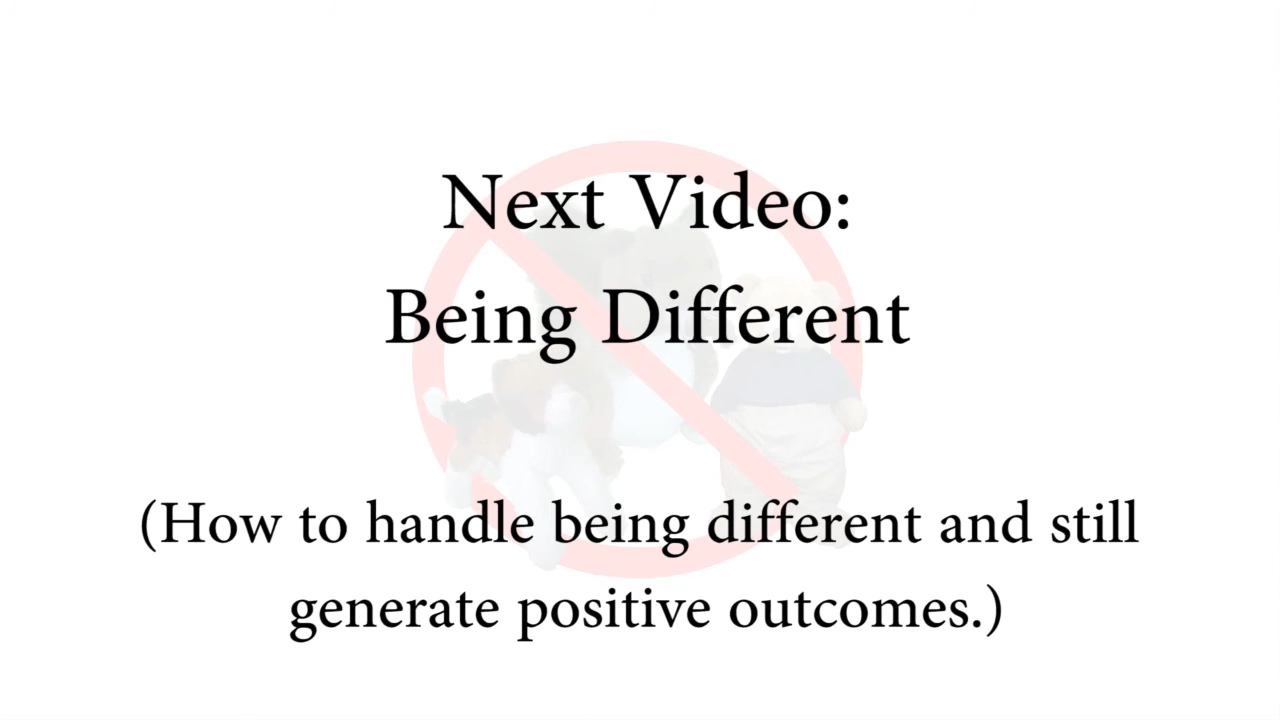 Next Video:
Being Different
(How to handle being different and still
generate positive outcomes.)